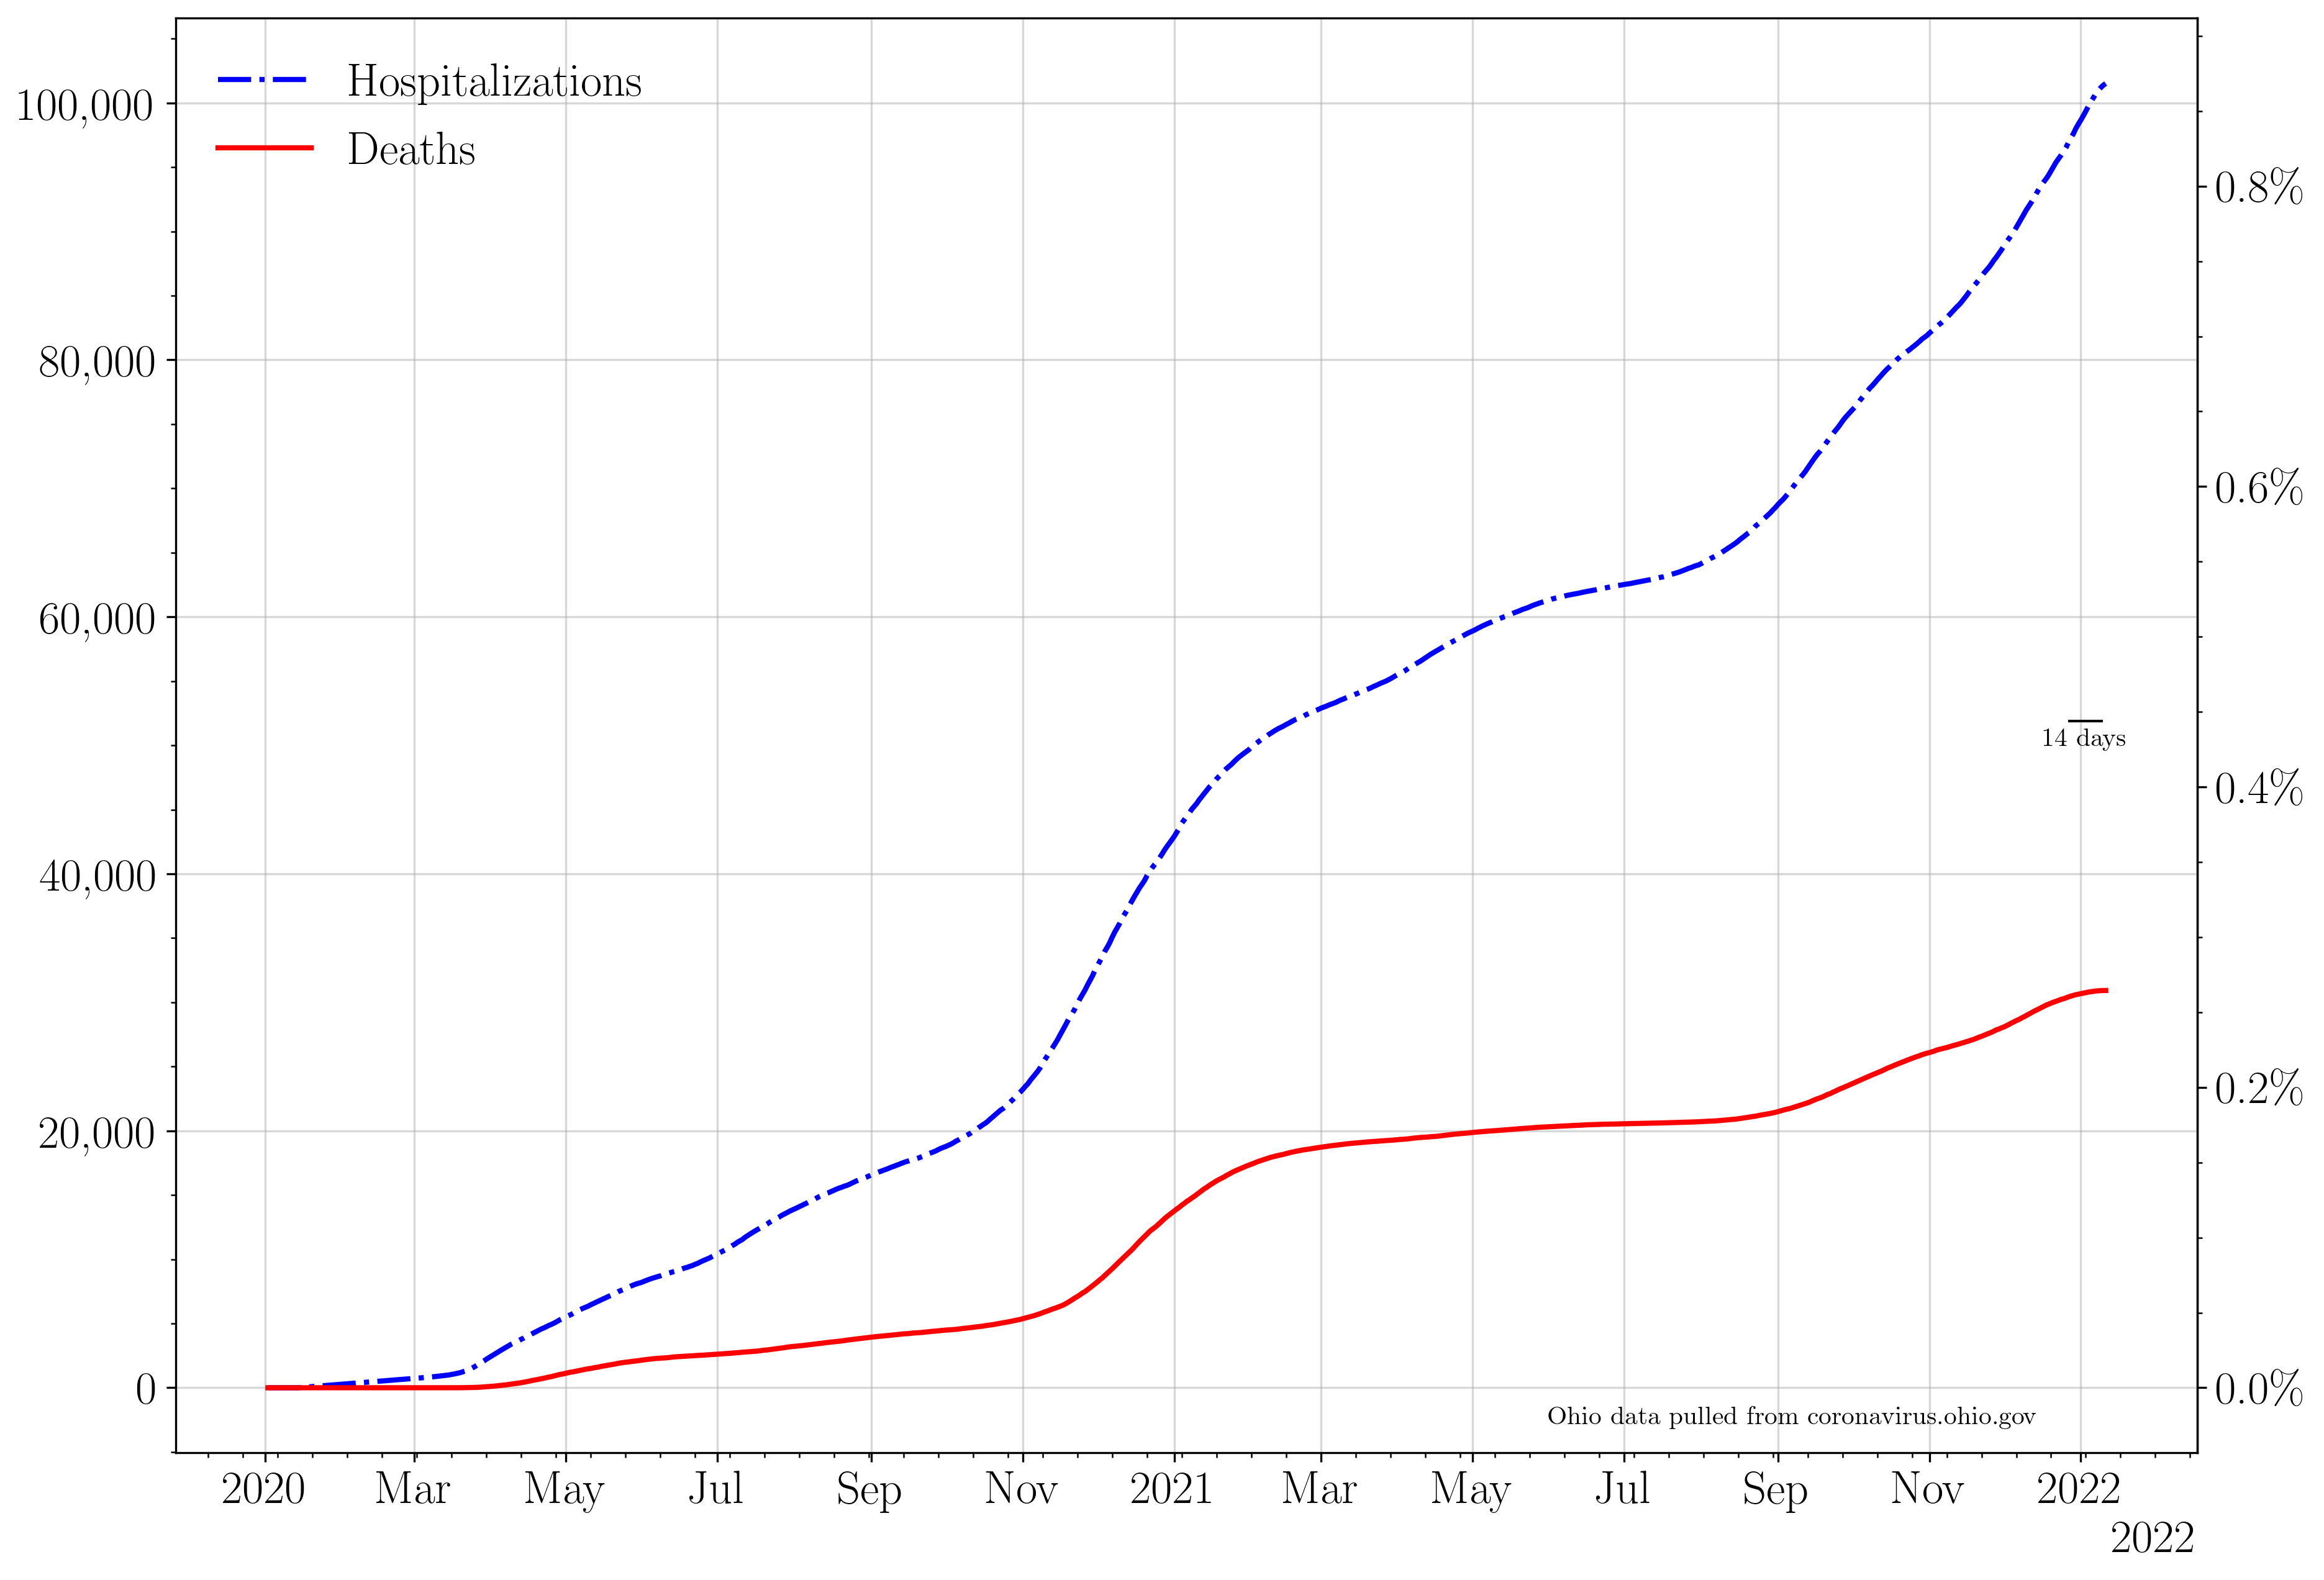 Hospitalizations
Deaths
100,000
80,000
60,000
40,000
20,000
0
0.8%
0.6%
0.4%
0.2%
0.0%
14 days
Ohio data pulled from coronavirus.ohio.gov
2020 Mar May Jul Sep Nov 2021 Mar May Jul Sep Nov 2022
2022